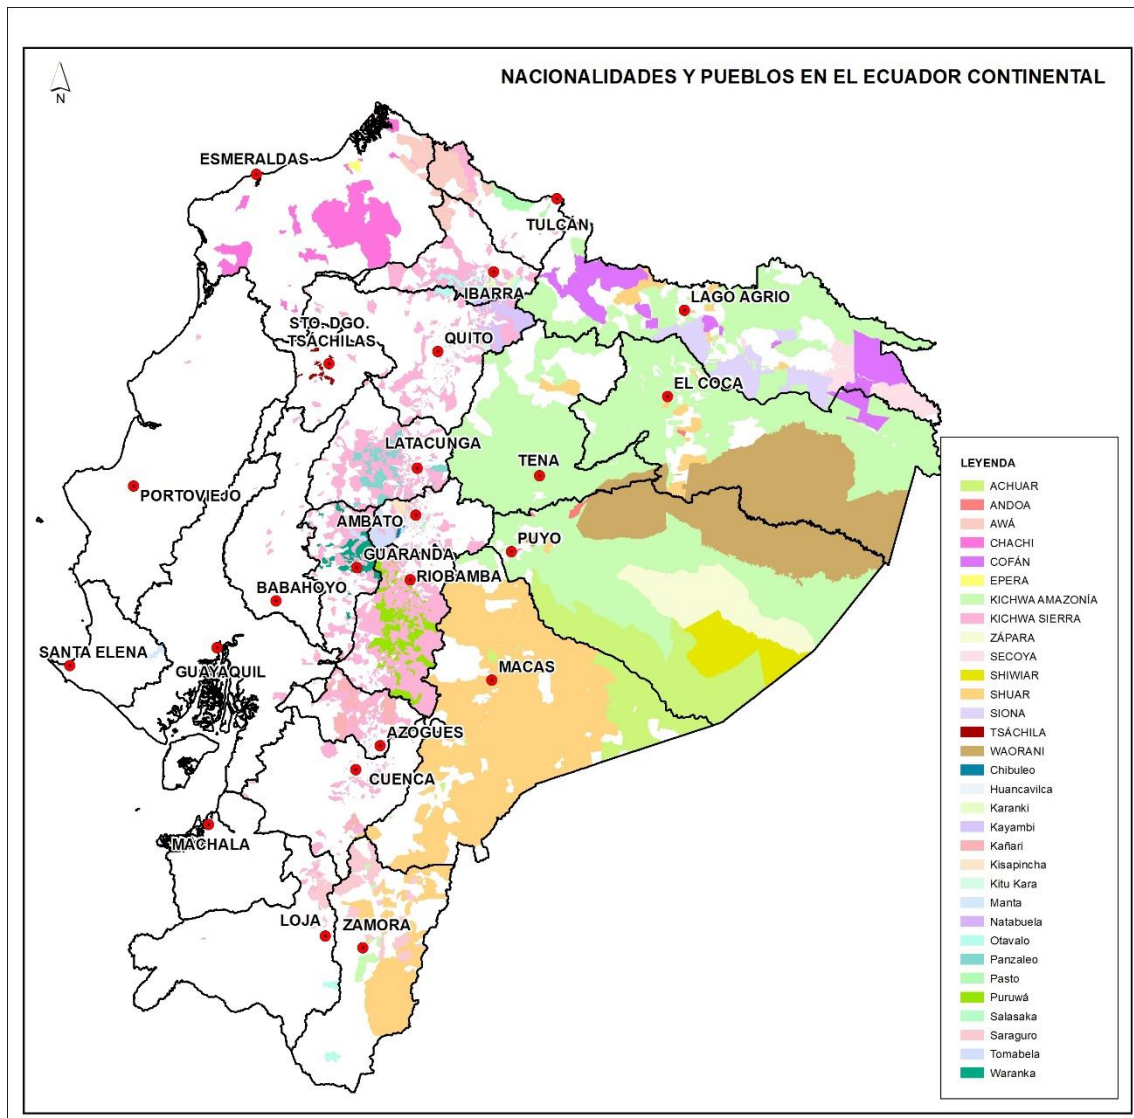 NACIONALIDADES Y PUEBLOS EN EL ECUADOR CONTINENTAL
N
ESMERALDAS
TULCÁN
IBARRA
LAGO AGRIO
STO. DGO.
TSÁCHILAS
QUITO
EL COCA
LATACUNGA
TENA
PORTOVIEJO
AMBATO
PUYO
GUARANDA
RIOBAMBA
BABAHOYO
SANTA ELENA
GUAYAQUIL
MACAS
AZOGUES
CUENCA
MACHALA
LOJA
ZAMORA
LEYENDA
ACHUAR
ANDOA
AWÁ
CHACHI
COFÁN
EPERA
KICHWA AMAZONÍA
KICHWA SIERRA
ZÁPARA
SECOYA
SHIWIAR
SHUAR
SIONA
TSÁCHILA
WAORANI
Chibuleo
Huancavilca
Karanki
Kayambi
Kañari
Kisapincha
Kitu Kara
Manta
Natabuela
Otavalo
Panzaleo
Pasto
Puruwá
Salasaka
Saraguro
Tomabela
Waranka